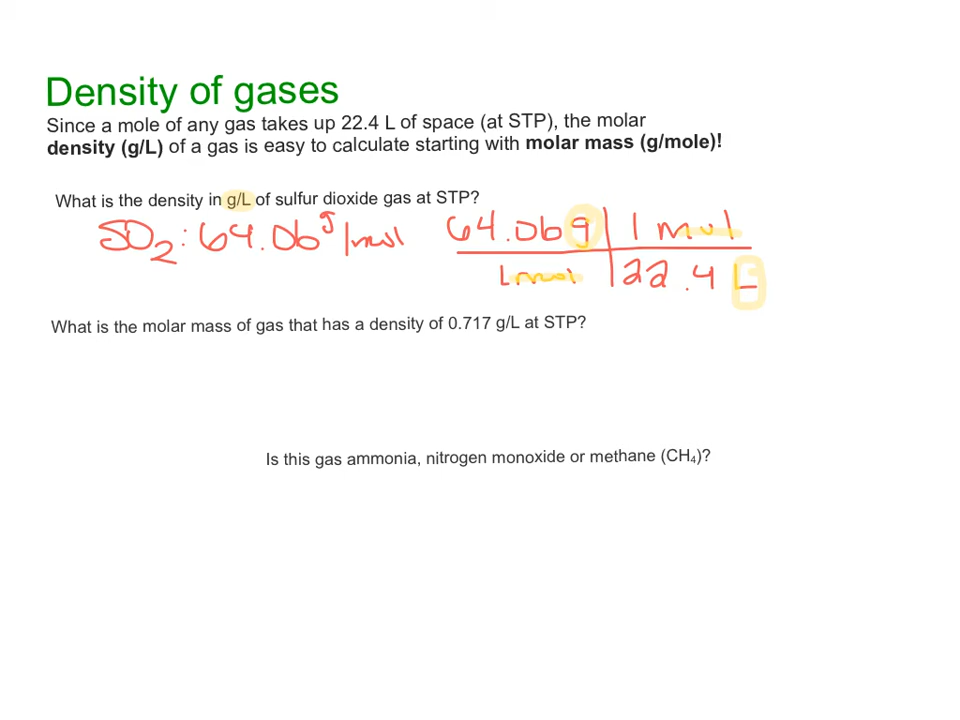 Density of gases
Since a mole of any gas takes up 22.4 L of space (at STP), the molar
density (g/L) of a gas is easy to calculate starting with molar mass (g/mole)!
What is the density in g/L of sulfur dioxide gas at STP?
SO₂: 64.06 g/mol 64.06 g | 1 mol
1 mol | 22.4 L
What is the molar mass of gas that has a density of 0.717 g/L at STP?
Is this gas ammonia, nitrogen monoxide or methane (CH₄)?